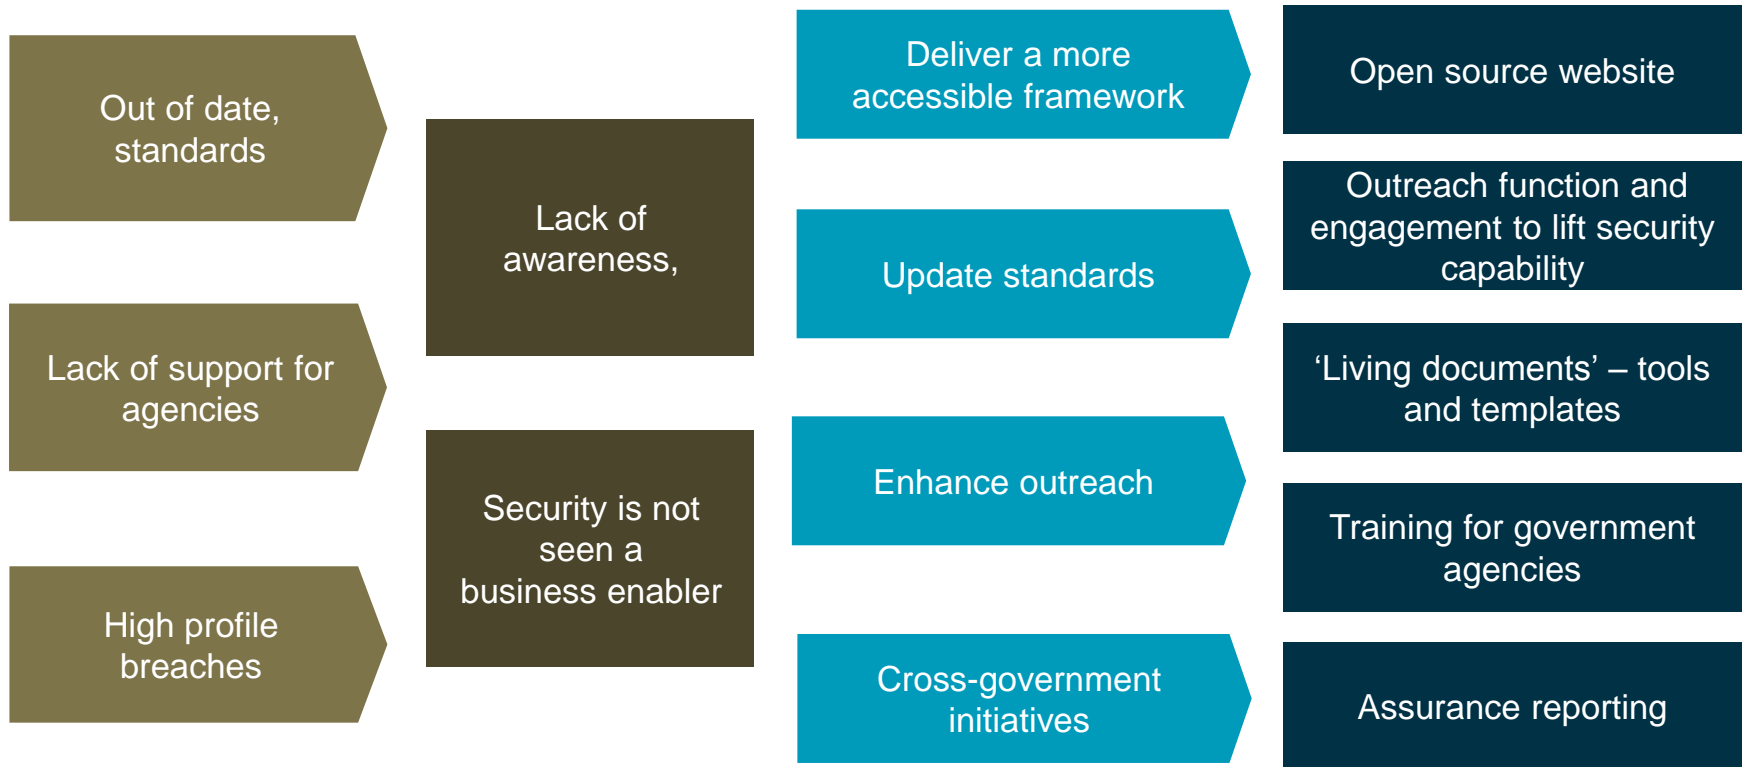 Out of date,
standards
Lack of support for
agencies
High profile
breaches
Lack of
awareness,
Security is not
seen a
business enabler
Deliver a more
accessible framework
Update standards
Enhance outreach
Cross-government
initiatives
Open source website
Outreach function and
engagement to lift security
capability
‘Living documents’ – tools
and templates
Training for government
agencies
Assurance reporting